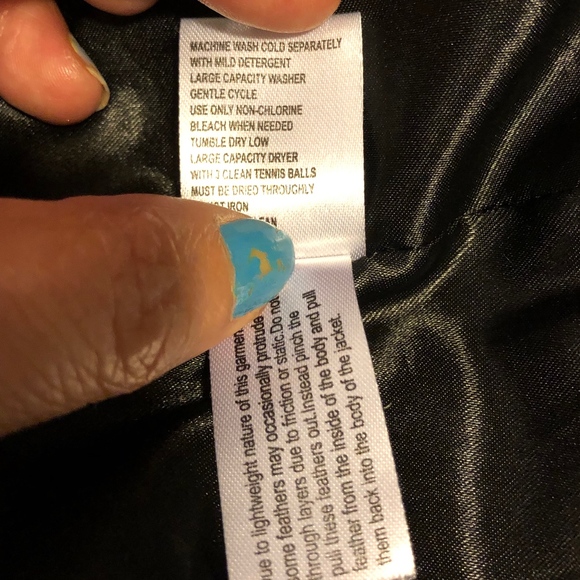 MACHINE WASH COLD SEPARATELY
WITH MILD DETERGENT
LARGE CAPACITY WASHER
GENTLE CYCLE
USE ONLY NON-CHLORINE
BLEACH WHEN NEEDED
TUMBLE DRY LOW
LARGE CAPACITY DRYER
WITH 3 CLEAN TENNIS BALLS
MUST BE DRIED THROUGHLY
IRON
to lightweight nature of this garmen
feathers may occasionally protrude
through layers due to friction or static.Do no
pull these feathers out.Instead pinch the
feather from the inside of the body and pull
them back into the body of the jacket.